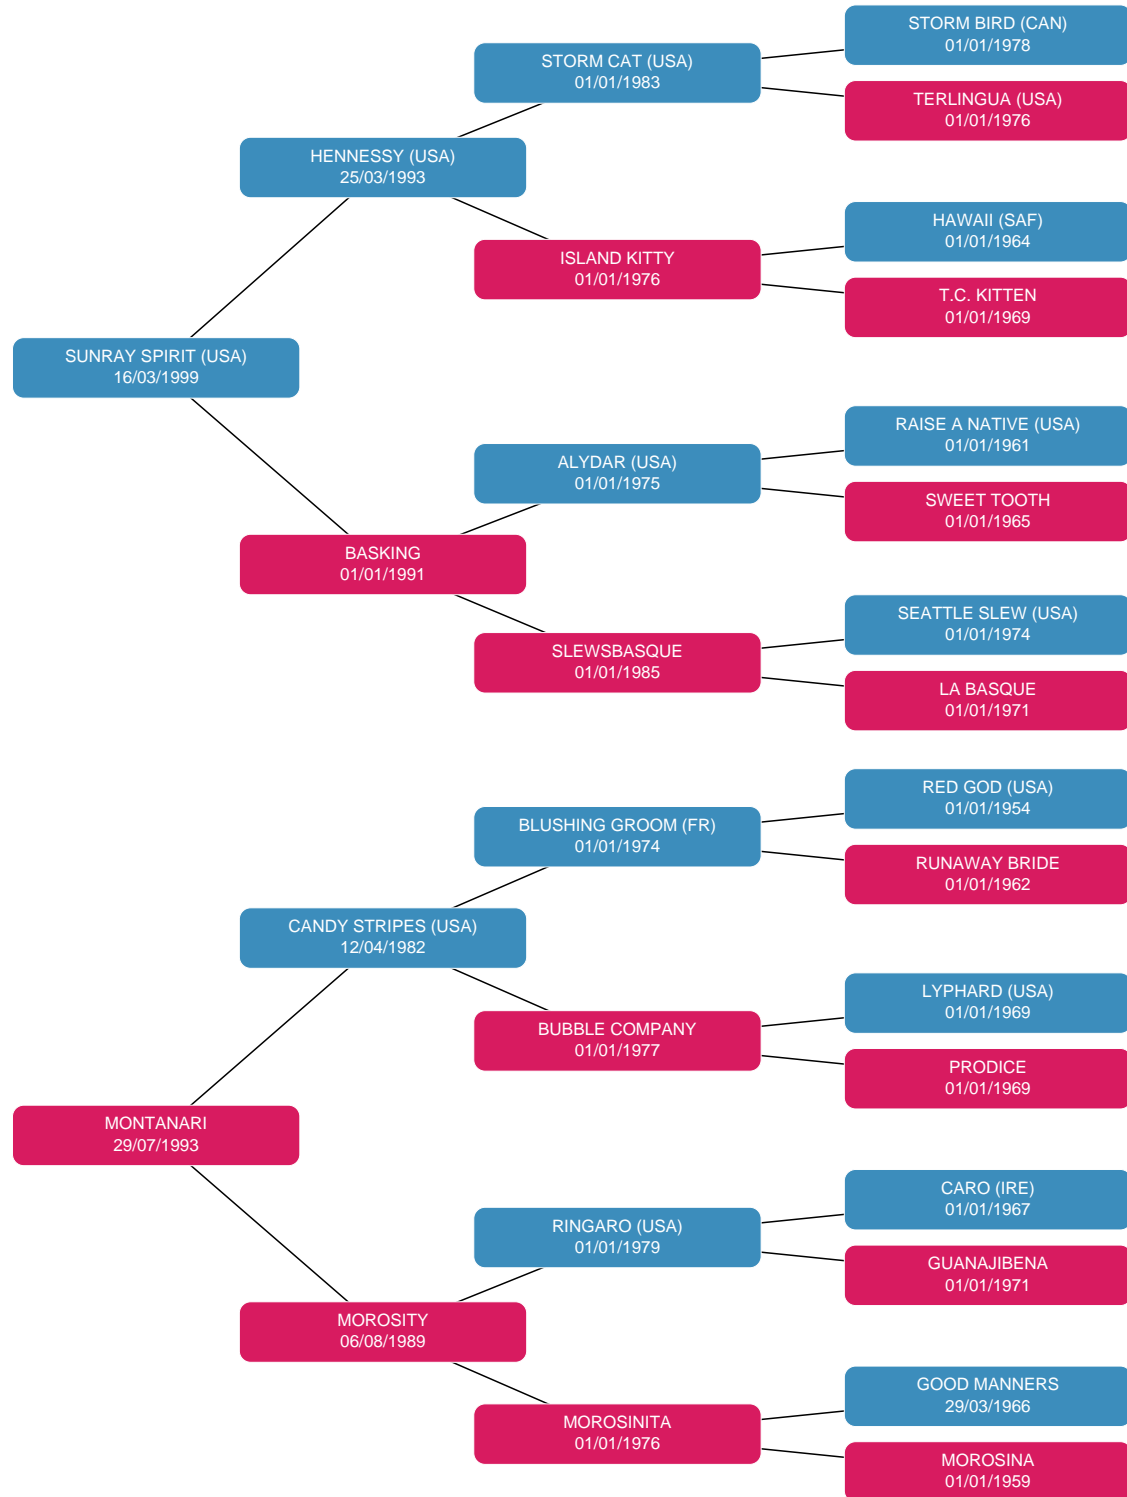 STORM BIRD (CAN)
01/01/1978
STORM CAT (USA)
01/01/1983
TERLINGUA (USA)
01/01/1976
HENNESSY (USA)
25/03/1993
HAWAII (SAF)
01/01/1964
ISLAND KITTY
01/01/1976
T.C. KITTEN
01/01/1969
SUNRAY SPIRIT (USA)
16/03/1999
RAISE A NATIVE (USA)
01/01/1961
ALYDAR (USA)
01/01/1975
SWEET TOOTH
01/01/1965
BASKING
01/01/1991
SEATTLE SLEW (USA)
01/01/1974
SLEWSBASQUE
01/01/1985
LA BASQUE
01/01/1971
RED GOD (USA)
01/01/1954
BLUSHING GROOM (FR)
01/01/1974
RUNAWAY BRIDE
01/01/1962
CANDY STRIPES (USA)
12/04/1982
LYPHARD (USA)
01/01/1969
BUBBLE COMPANY
01/01/1977
PRODICE
01/01/1969
MONTANARI
29/07/1993
CARO (IRE)
01/01/1967
RINGARO (USA)
01/01/1979
GUANAJIBENA
01/01/1971
MOROSITY
06/08/1989
GOOD MANNERS
29/03/1966
MOROSINITA
01/01/1976
MOROSINA
01/01/1959